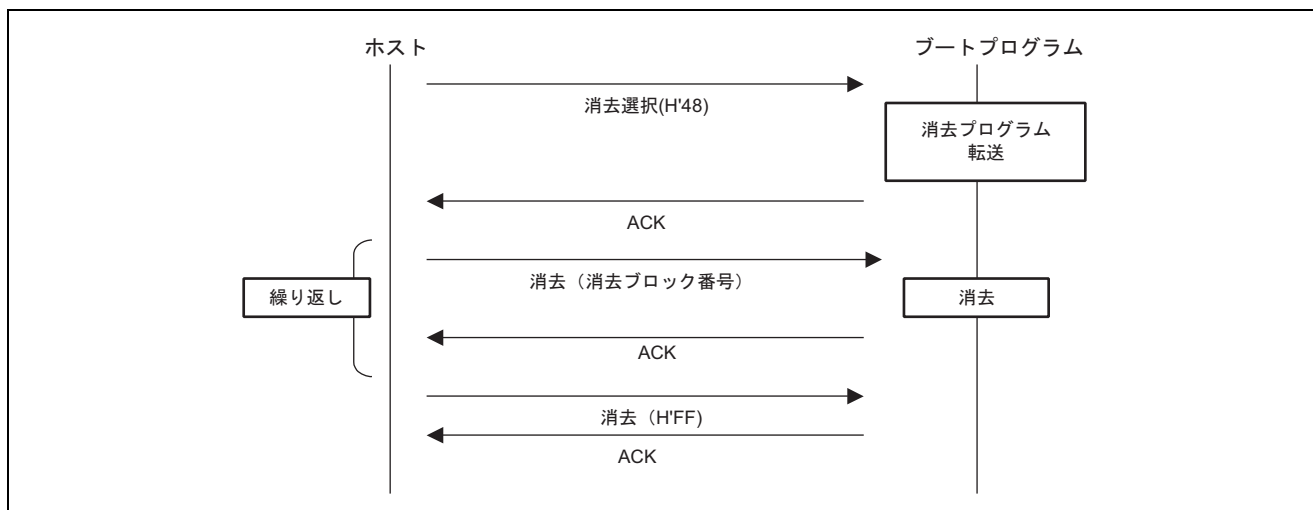 ホスト
ブートプログラム
消去選択(H'48)
消去プログラム
転送
ACK
消去（消去ブロック番号）
繰り返し
消去
ACK
消去（H'FF)
ACK